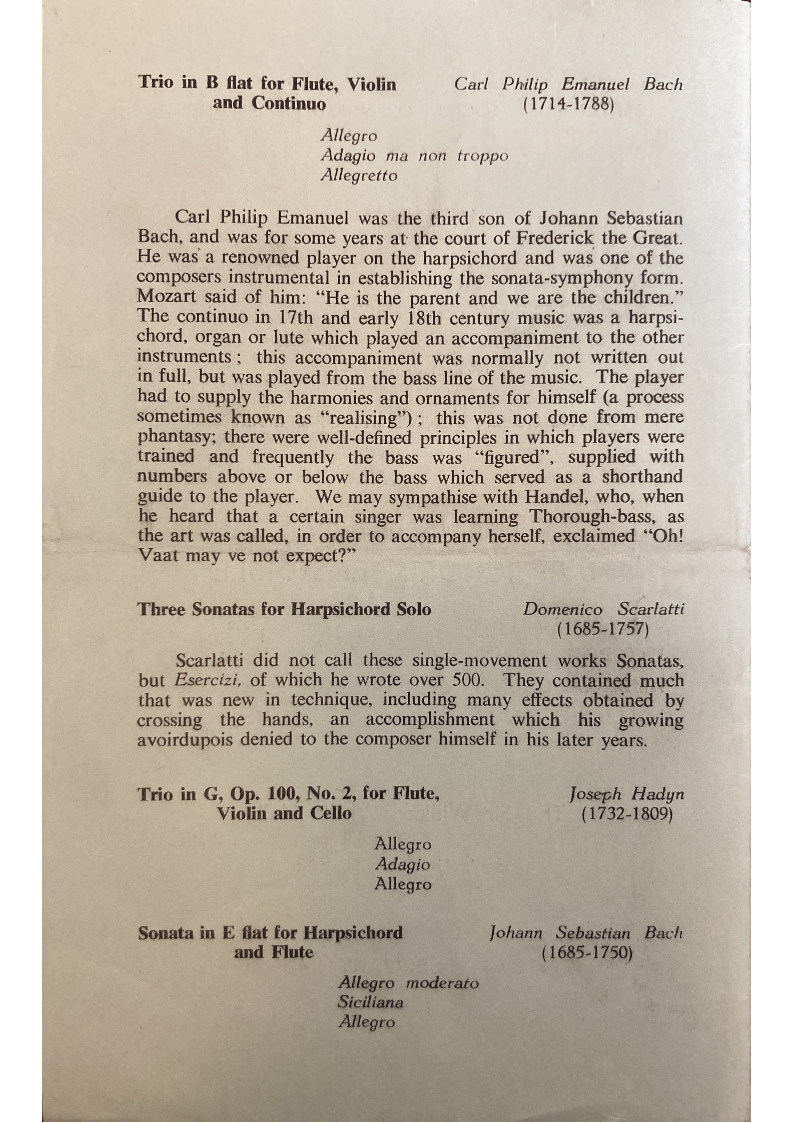 Trio in B flat for Flute, Violin and Continuo
Carl Philip Emanuel Bach
(1714-1788)
Allegro
Adagio ma non troppo
Allegretto
Carl Philip Emanuel was the third son of Johann Sebastian
Bach, and was for some years at the court of Frederick the Great.
He was a renowned player on the harpsichord and was one of the
composers instrumental in establishing the sonata-symphony form.
Mozart said of him: “He is the parent and we are the children.”
The continuo in 17th and early 18th century music was a harpsi-
chord, organ or lute which played an accompaniment to the other
instruments ; this accompaniment was normally not written out
in full, but was played from the bass line of the music. The player
had to supply the harmonies and ornaments for himself (a process
sometimes known as “realising”) ; this was not done from mere
phantasy; there were well-defined principles in which players were
trained and frequently the bass was “figured”, supplied with
numbers above or below the bass which served as a shorthand
guide to the player. We may sympathise with Handel, who, when
he heard that a certain singer was learning Thorough-bass, as
the art was called, in order to accompany herself, exclaimed “Oh!
Vaat may ve not expect?”
Three Sonatas for Harpsichord Solo
Domenico Scarlatti
(1685-1757)
Scarlatti did not call these single-movement works Sonatas,
but Esercizi, of which he wrote over 500. They contained much
that was new in technique, including many effects obtained by
crossing the hands, an accomplishment which his growing
avoirdupois denied to the composer himself in his later years.
Trio in G, Op. 100, No. 2, for Flute,
Violin and Cello
Joseph Hadyn
(1732-1809)
Allegro
Adagio
Allegro
Sonata in E flat for Harpsichord
and Flute
Johann Sebastian Bach
(1685-1750)
Allegro moderato
Siciliana
Allegro